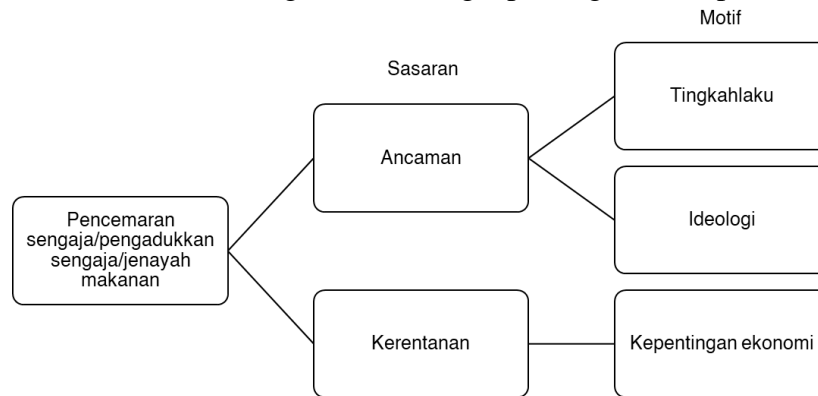 Motif
Sasaran
Tingkahlaku
Ancaman
Pencemaran
sengaja/pengadukkan
sengaja/jenayah
makanan
Ideologi
Kerentanan
Kepentingan ekonomi